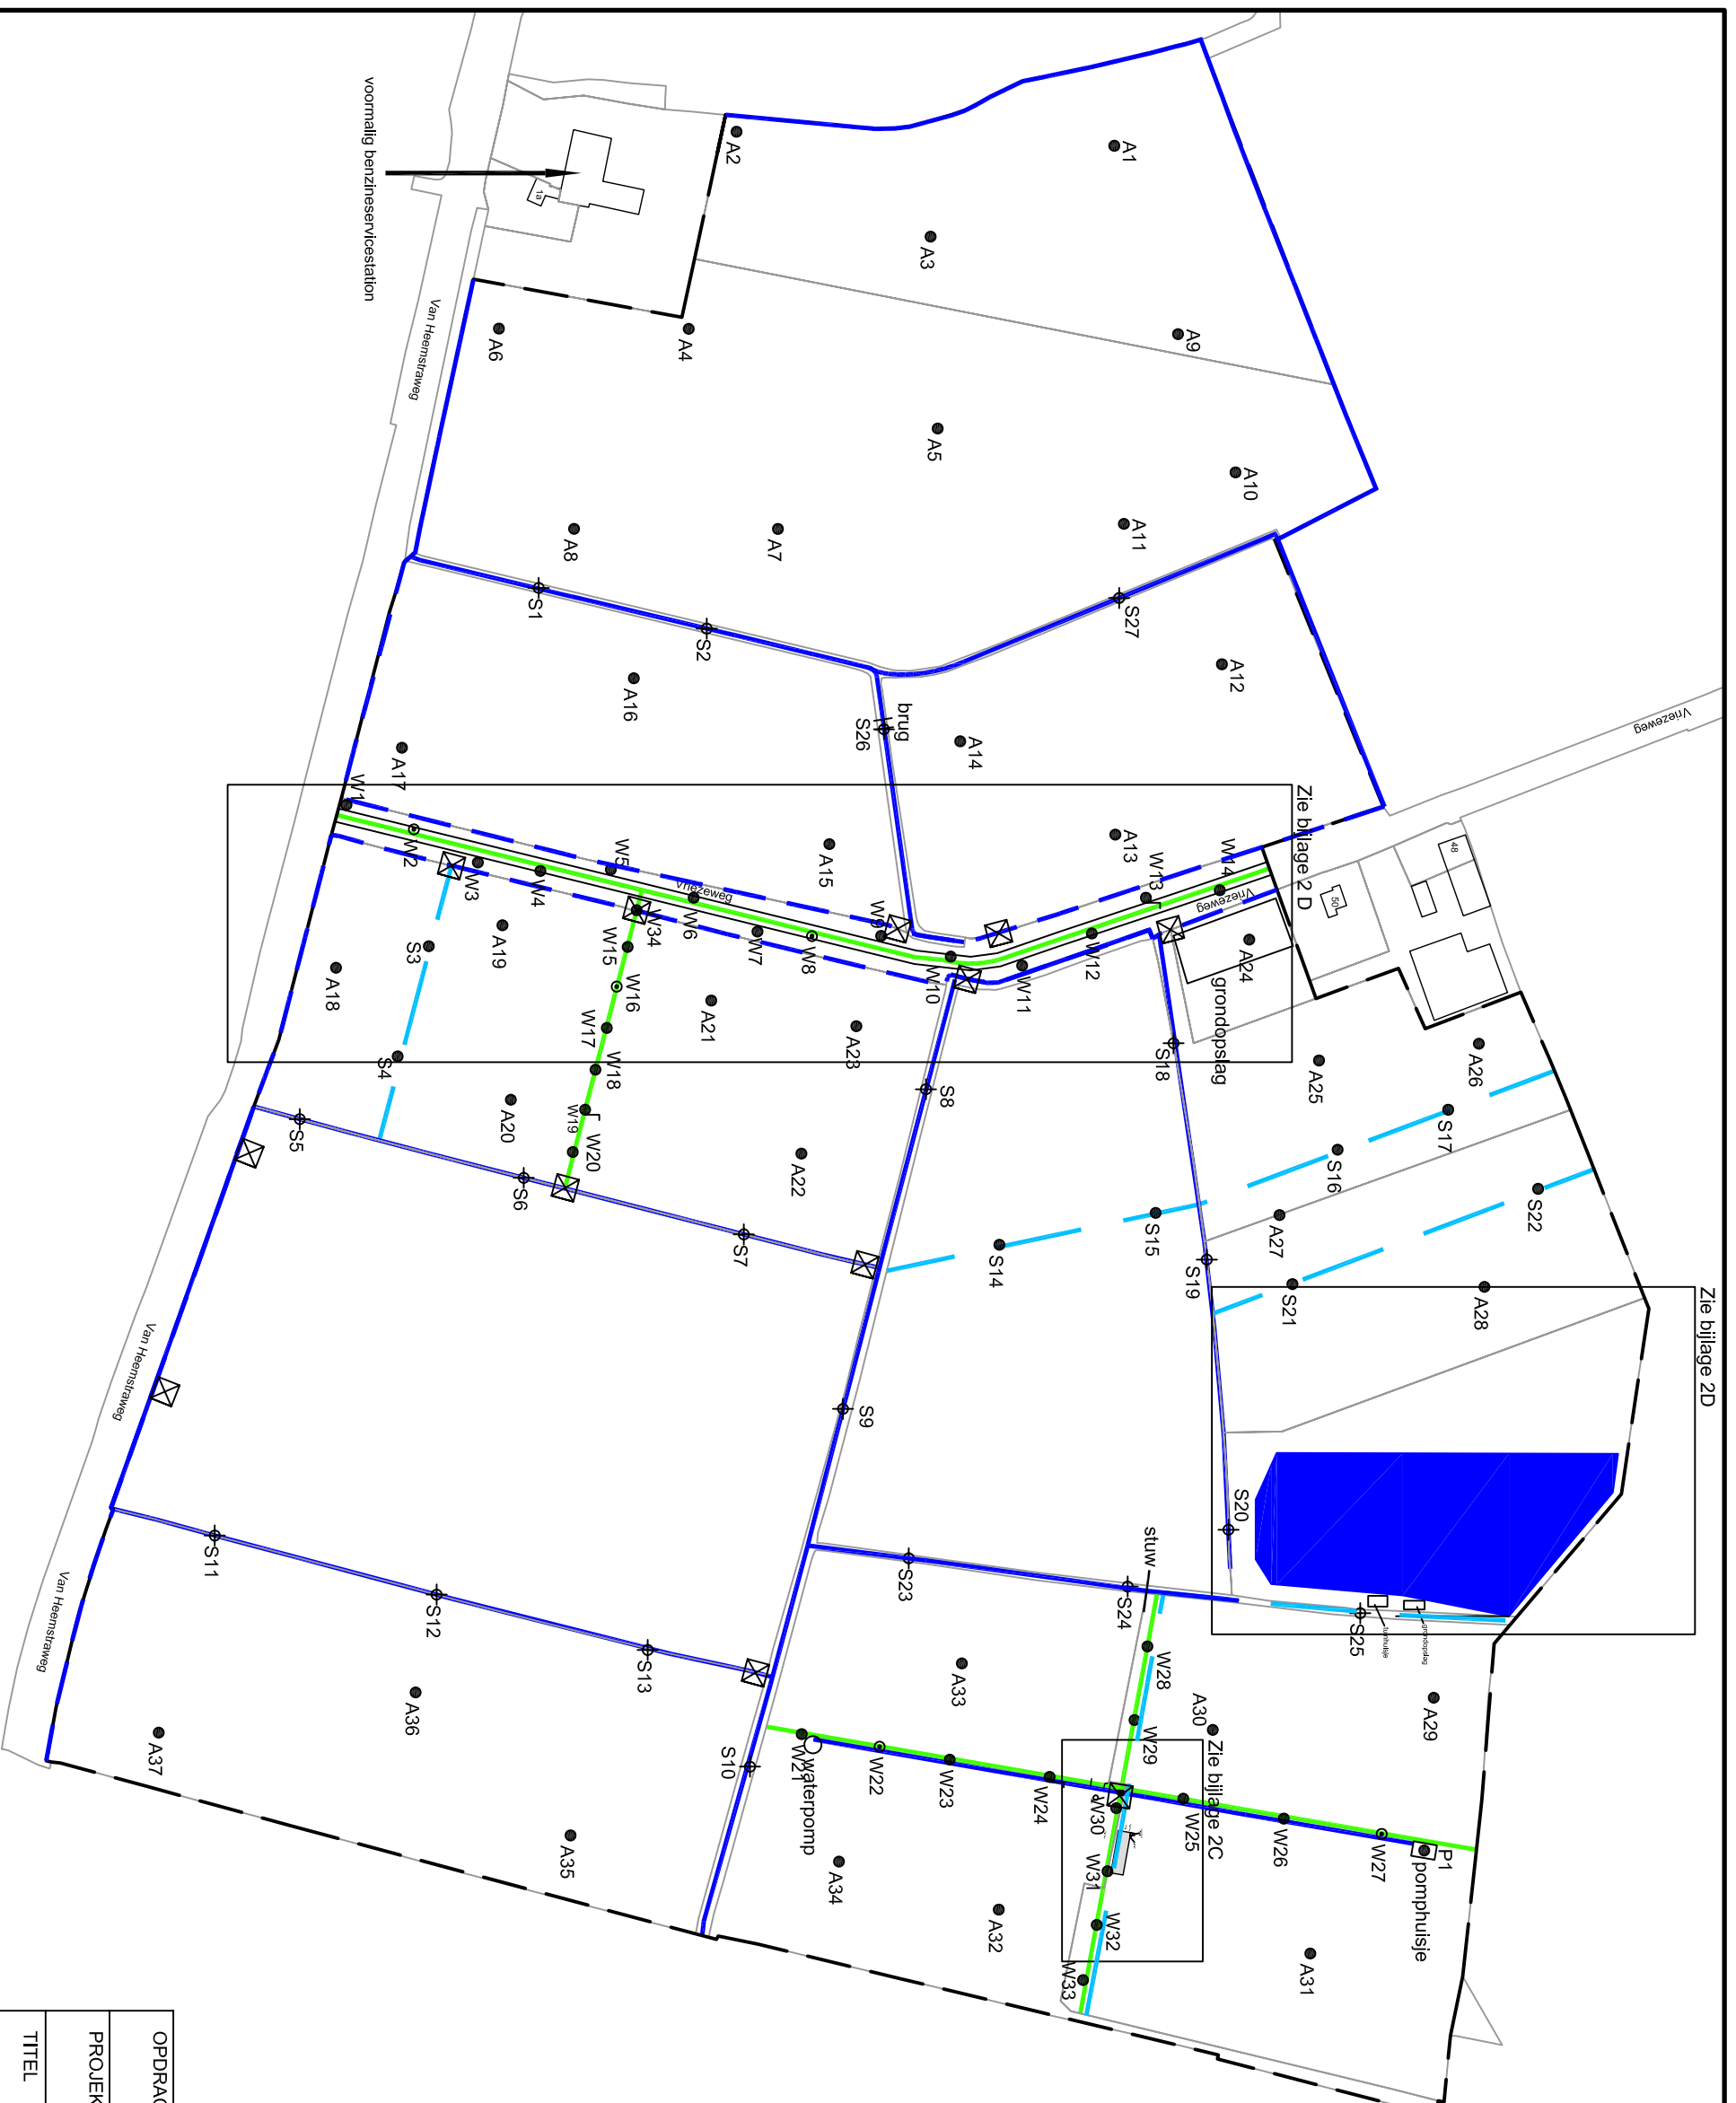 voormalig benzineservicestation
1a
Van Heemstraweg
A2
A1
A3
A9
A6
A4
A5
A10
A8
A7
A11
S1
S2
S27
A12
A16
brug
S26
A14
Vriezeweg
A17
Zie bijlage 2 D
W1
W2
W3
W4
W5
Vriezeweg
A15
A13
W14
W13
Vriezeweg
48
50
W34
W6
W7
W8
W9
W10
W11
W12
A24
grondopslag
A19
S3
A18
W15
W16
W17
W18
W19
W20
A21
A23
S18
A25
A26
S4
S5
A20
S6
S7
A22
S8
S17
S16
S22
S15
S14
A27
S19
S21
A28
Zie bijlage 2D
Van Heemstraweg
S9
S20
S11
S12
S13
S23
stuw
S24
S25
tuinhuisje
grondopslag
Van Heemstraweg
A36
A37
A33
W28
A30
A29
W29
Zie bijlage 2C
S10
W21
waterpomp
W22
W23
W24
W30
W25
W26
W27
P1
pomphuisje
A35
A34
W31
A32
W32
A31
W33
OPDRAC
PROJEK
TITEL